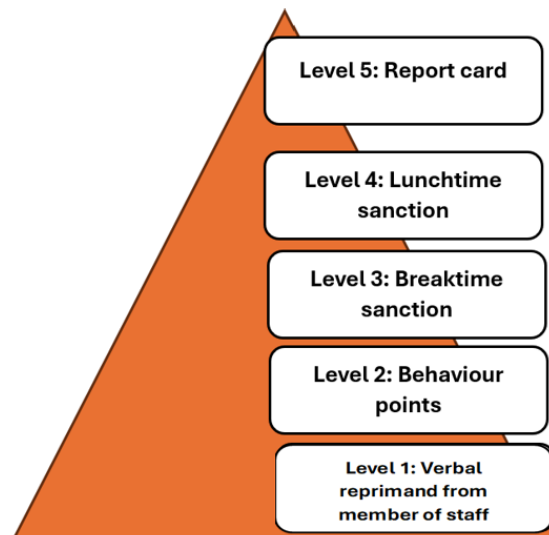 Level 5: Report card
Level 4: Lunchtime
sanction
Level 3: Breaktime
sanction
Level 2: Behaviour
points
Level 1: Verbal
reprimand from
member of staff